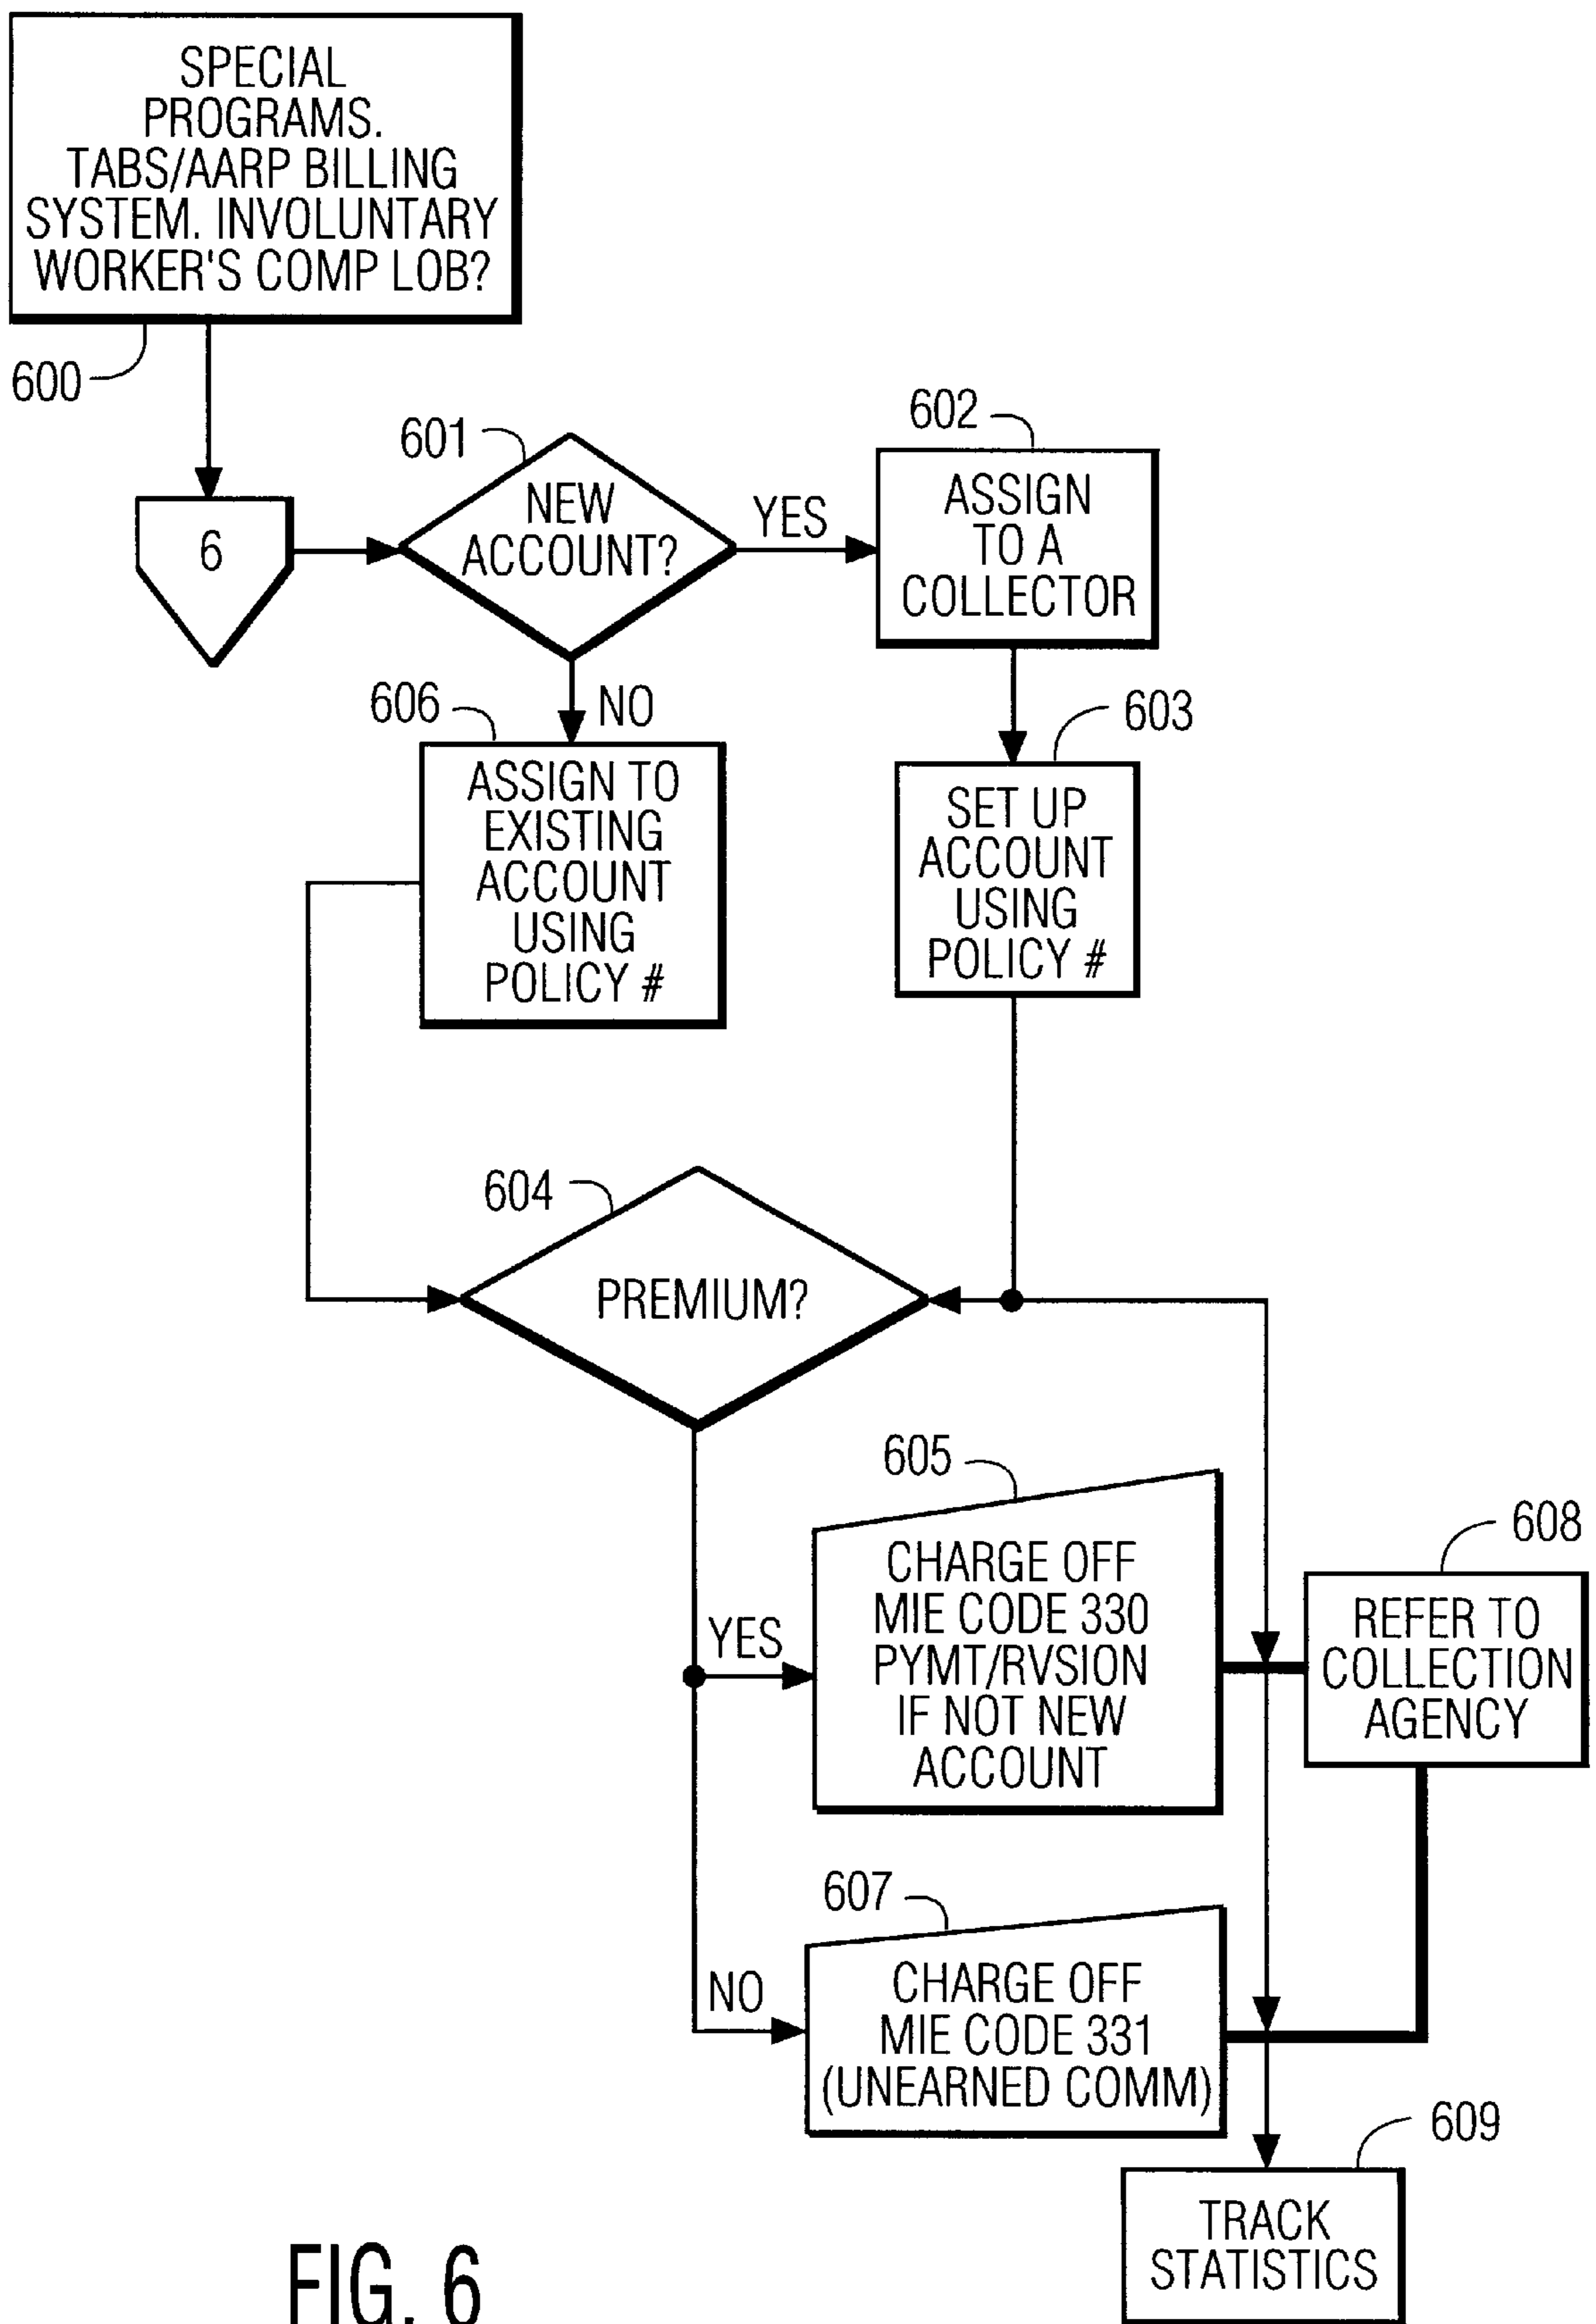 SPECIAL
PROGRAMS.
TABS/AARP BILLING
SYSTEM. INVOLUNTARY
WORKER'S COMP LOB?
600
6
601
NEW
ACCOUNT?
YES
602
ASSIGN
TO A
COLLECTOR
NO
606
ASSIGN TO
EXISTING
ACCOUNT
USING
POLICY #
603
SET UP
ACCOUNT
USING
POLICY #
604
PREMIUM?
605
YES
CHARGE OFF
MIE CODE 330
PYMT/RVSION
IF NOT NEW
ACCOUNT
608
REFER TO
COLLECTION
AGENCY
607
NO
CHARGE OFF
MIE CODE 331
(UNEARNED COMM)
609
TRACK
STATISTICS
FIG. 6